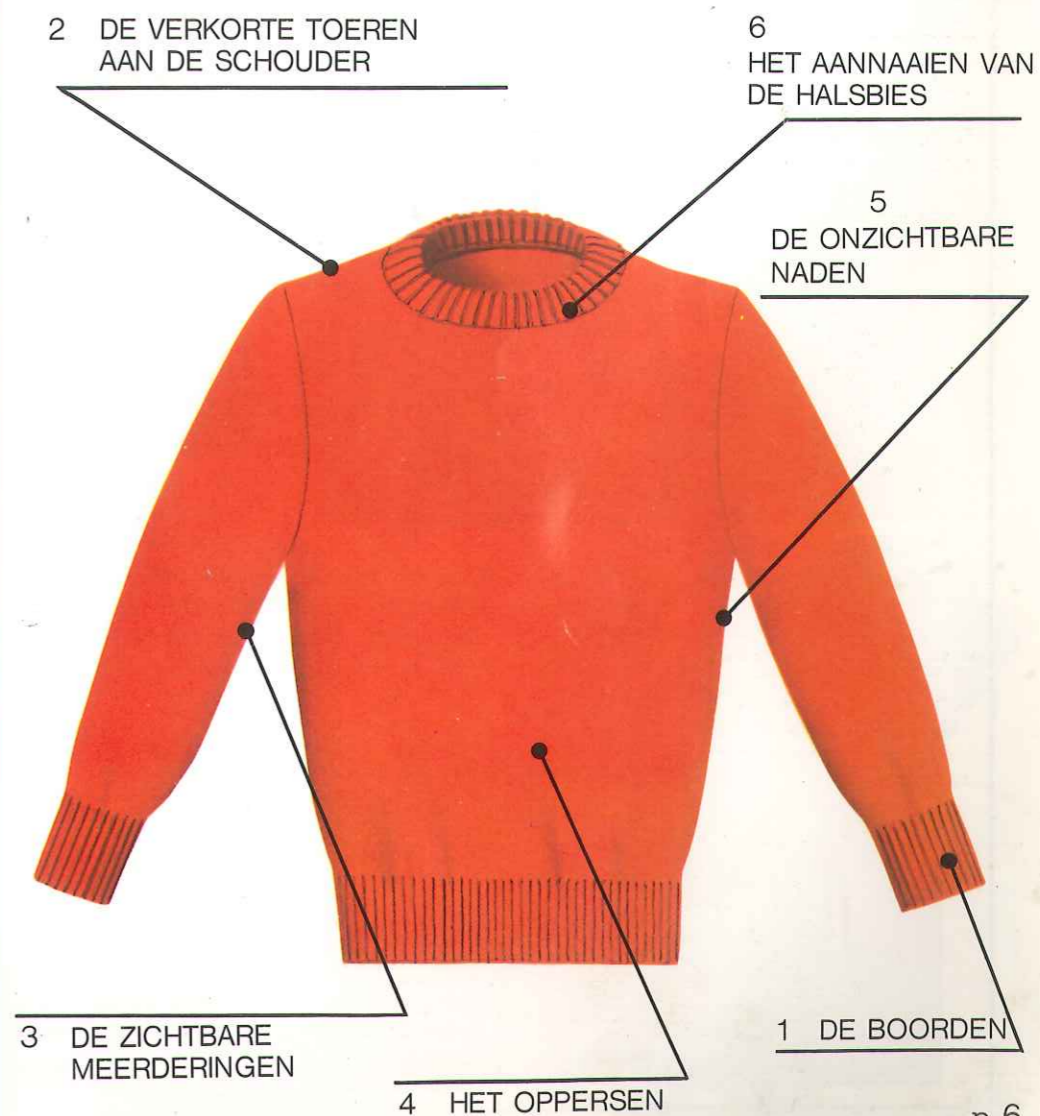 2 DE VERKORTE TOEREN
AAN DE SCHOUDER
6
HET AANNAAIEN VAN
DE HALSBIES
5
DE ONZICHTBARE
NADEN
3 DE ZICHTBARE
MEERDERINGEN
1 DE BOORDEN
4 HET OPPERSEN
p. 6